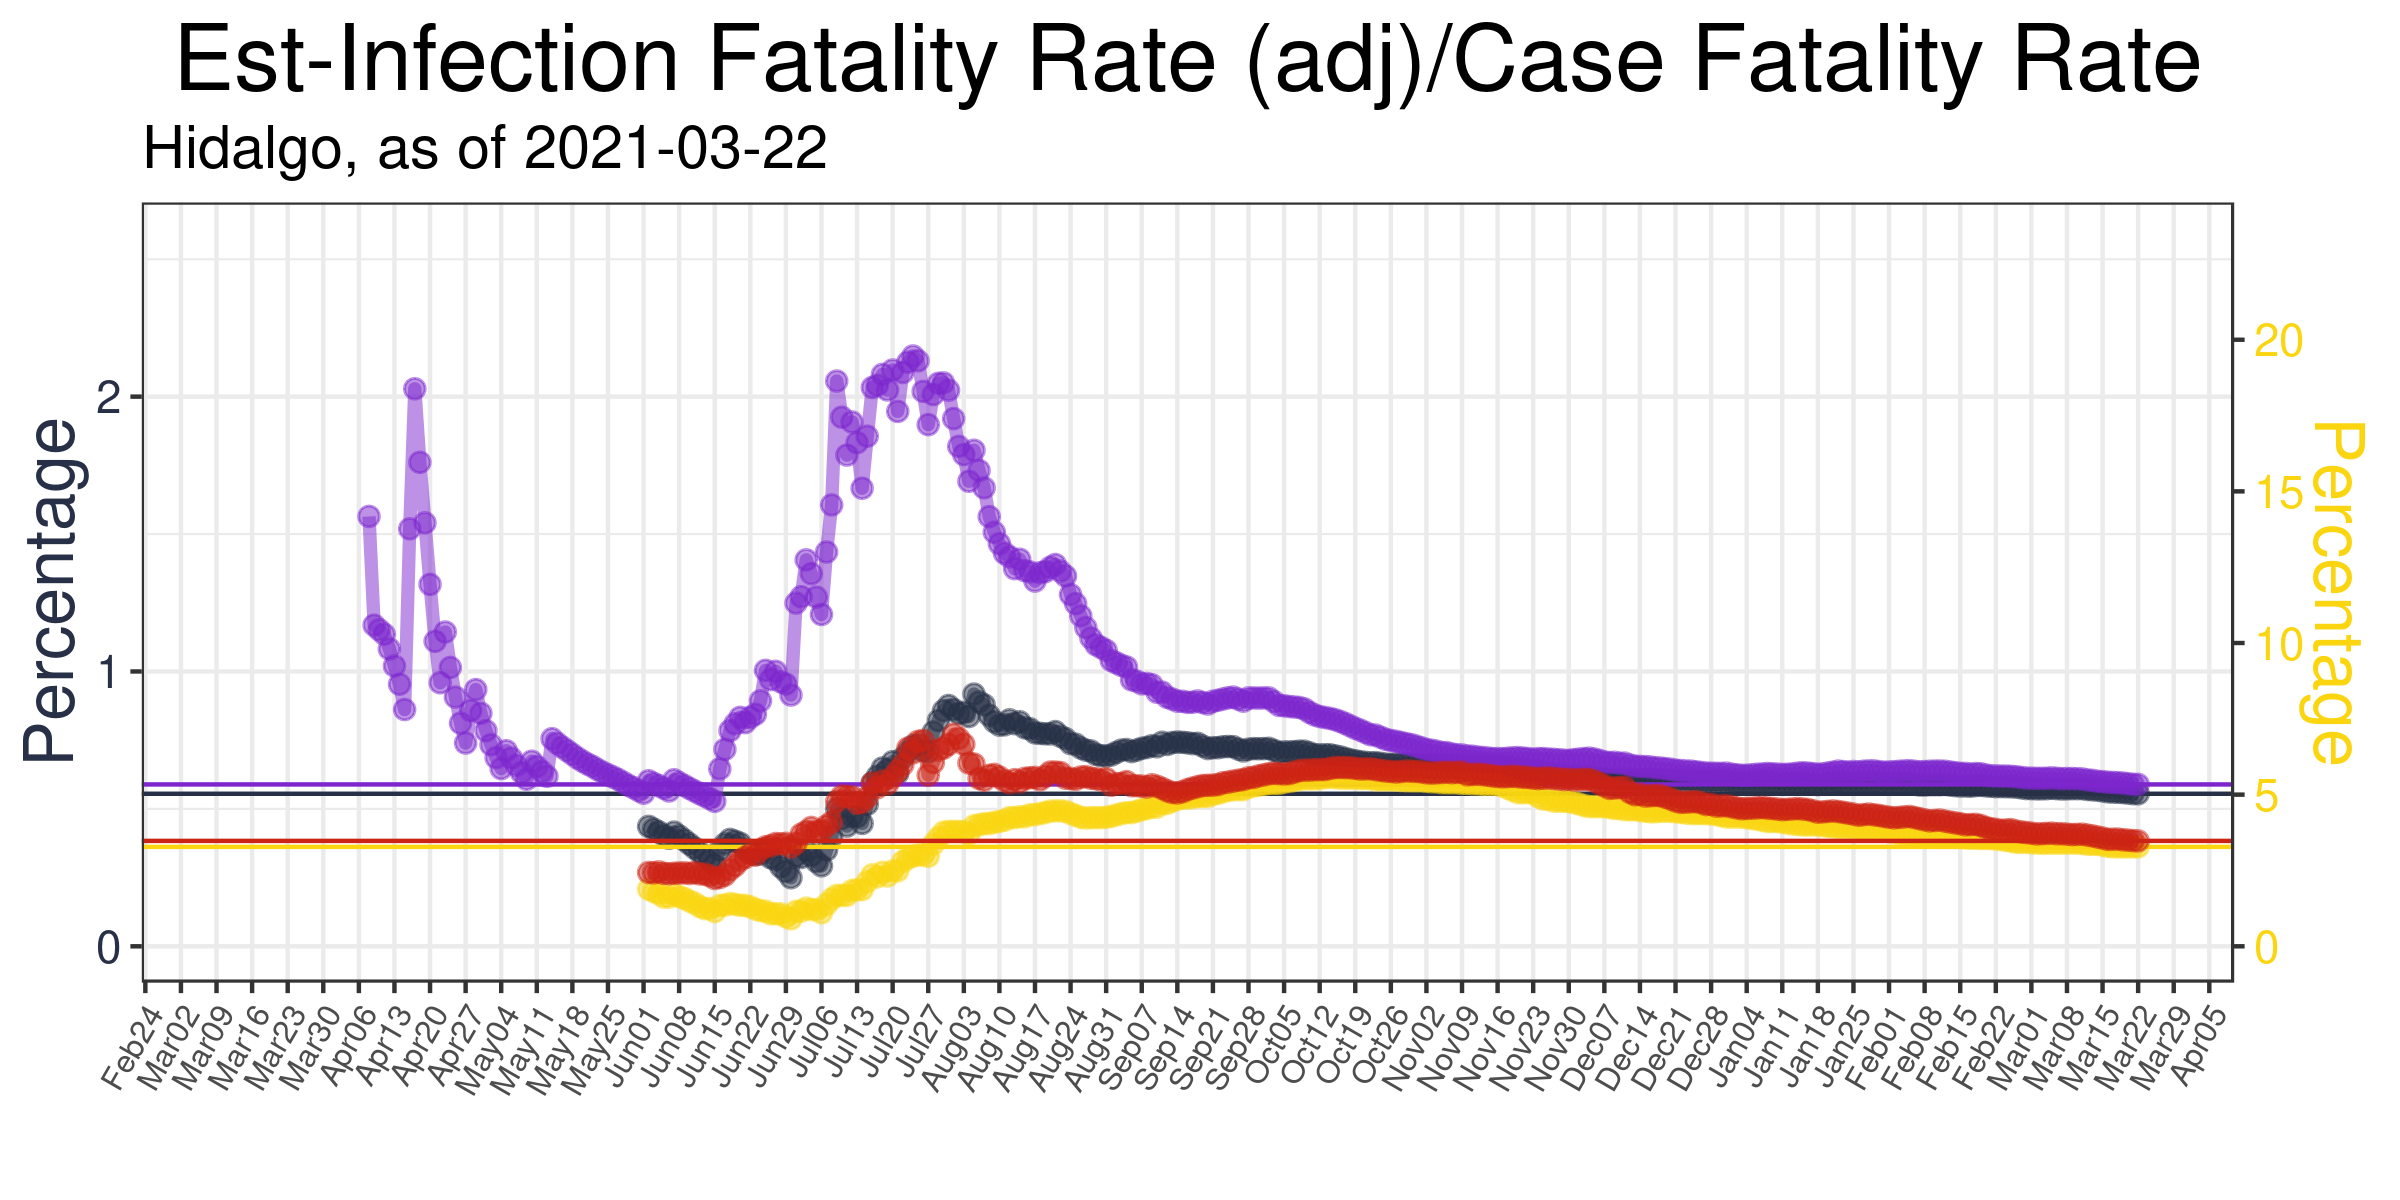 Est-Infection Fatality Rate (adj)/Case Fatality Rate
Hidalgo, as of 2021-03-22
Percentage
2
1
0
20
15
10
5
0
Percentage
Feb24
Mar02
Mar09
Mar16
Mar23
Mar30
Apr06
Apr13
Apr20
Apr27
May04
May11
May18
May25
Jun01
Jun08
Jun15
Jun22
Jun29
Jul06
Jul13
Jul20
Jul27
Aug03
Aug10
Aug17
Aug24
Aug31
Sep07
Sep14
Sep21
Sep28
Oct05
Oct12
Oct19
Oct26
Nov02
Nov09
Nov16
Nov23
Nov30
Dec07
Dec14
Dec21
Dec28
Jan04
Jan11
Jan18
Jan25
Feb01
Feb08
Feb15
Feb22
Mar01
Mar08
Mar15
Mar22
Mar29
Apr05